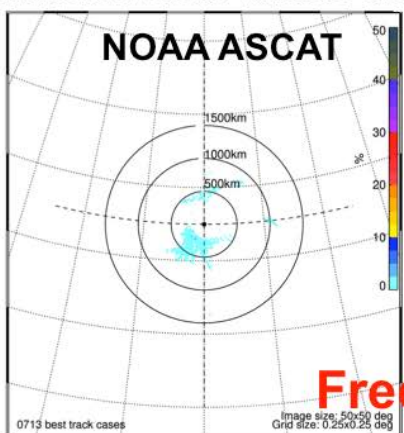 NOAA ASCAT
50
1500km
40
1000km
30
%
500km
20
10
0
Free
Image size: 50x50 deg
0713 best track cases
Grid size: 0.25x0.25 deg